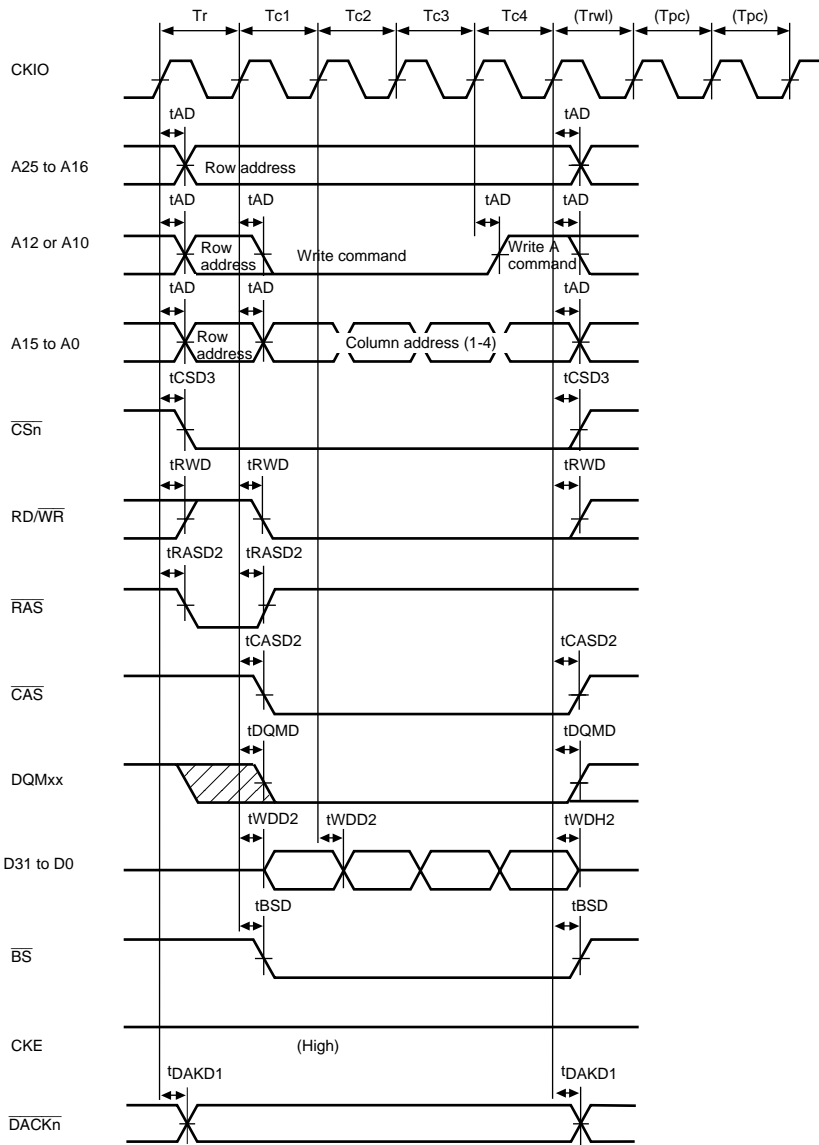 Tr Tc1 Tc2 Tc3 Tc4 (Trwl) (Tpc) (Tpc)
CKIO
tAD tAD
A25 to A16 Row address
tAD tAD tAD tAD
A12 or A10 Row address Write command Write A command
tAD tAD tAD
A15 to A0 Row address Column address (1-4)
tCSD3 tCSD3
CSn
tRWD tRWD tRWD
RD/WR
tRASD2 tRASD2
RAS
tCASD2 tCASD2
CAS
tDQMD tDQMD
DQMxx
tWDD2 tWDD2 tWDH2
D31 to D0
tBSD tBSD
BS
CKE (High)
tDAKD1 tDAKD1
DACKn